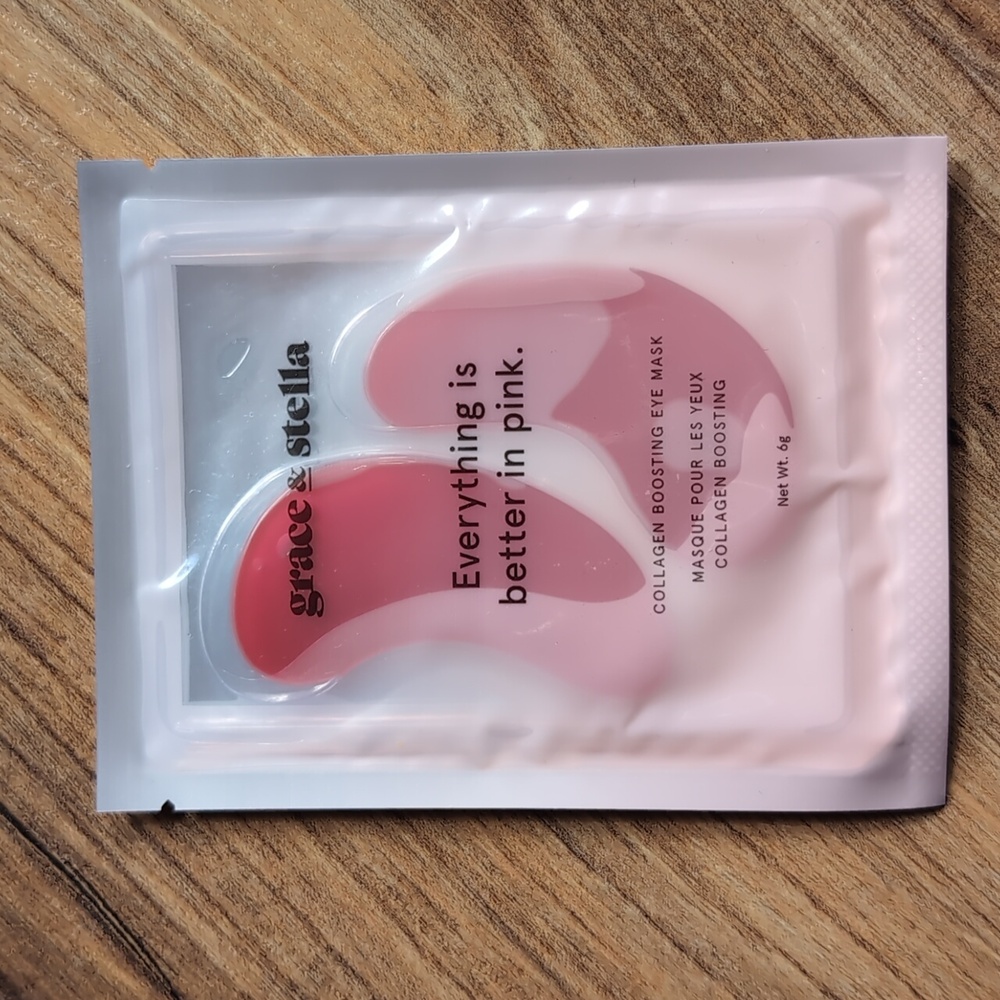 grace & stella
Everything is
better in pink.
COLLAGEN BOOSTING EYE MASK
MASQUE POUR LES YEUX
COLLAGEN BOOSTING
Net Wt. 6g